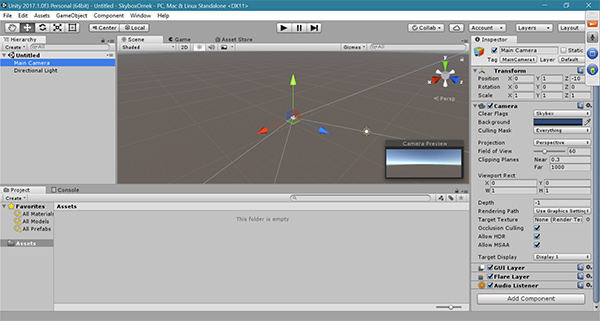 Unity 2017.1.0f3 Personal (64bit) - Untitled - SkyboxOrnek - PC, Mac & Linux Standalone <DX11>
File Edit Assets GameObject Component Window Help
Center Local Collab Account Layers Layout
Hierarchy
Create All
Untitled
Main Camera
Directional Light
Scene Game Asset Store
Shaded 2D Gizmos All
y
x
z
Persp
Camera Preview
Project Console
Create
Favorites
All Materials
All Models
All Prefabs
Assets
Assets
This folder is empty
Inspector
Main Camera Static
Tag MainCamera Layer Default
Transform
Position X 0 Y 1 Z -10
Rotation X 0 Y 0 Z 0
Scale X 1 Y 1 Z 1
Camera
Clear Flags Skybox
Background
Culling Mask Everything
Projection Perspective
Field of View 60
Clipping Planes Near 0.3
Far 1000
Viewport Rect
X 0 Y 0
W 1 H 1
Depth -1
Rendering Path Use Graphics Setting
Target Texture None (Render Te
Occlusion Culling
Allow HDR
Allow MSAA
Target Display Display 1
GUI Layer
Flare Layer
Audio Listener
Add Component